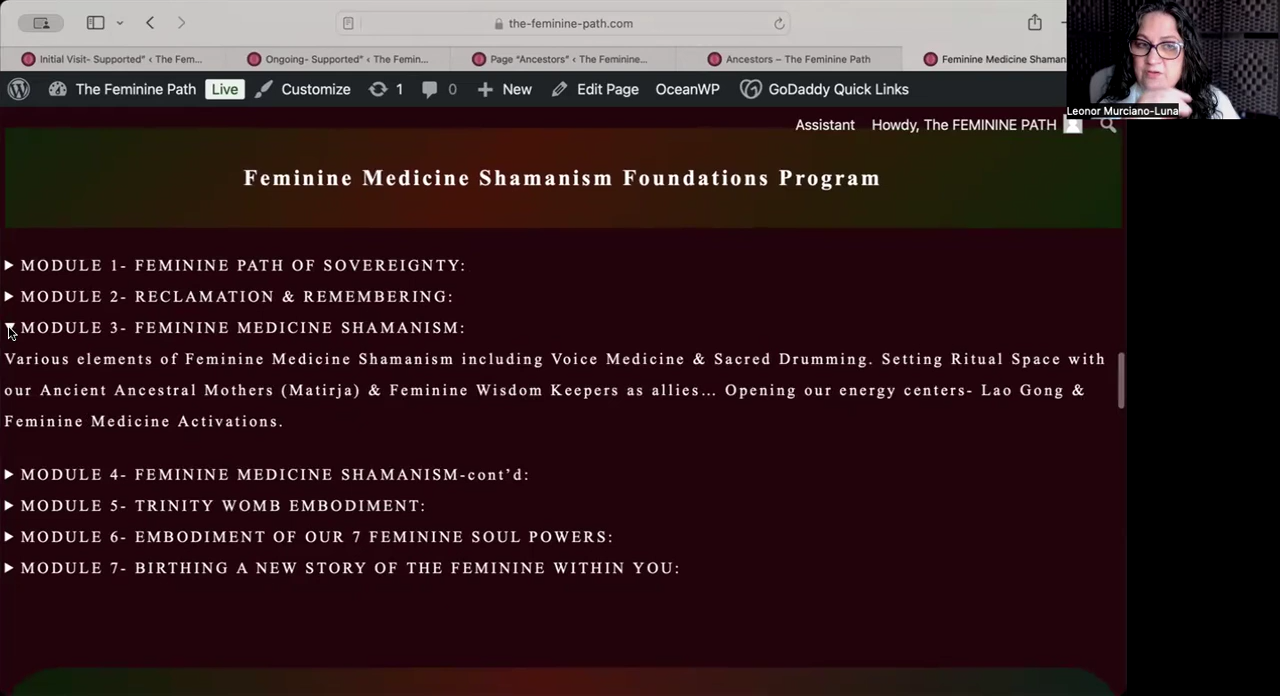 the-feminine-path.com
Initial Visit- Supported" ‹ The Fem...
Ongoing- Supported" ‹ The Femin...
Page "Ancestors" ‹ The Feminine...
Ancestors – The Feminine Path
Feminine Medicine Shaman
The Feminine Path
Live
Customize
1
0
New
Edit Page
OceanWP
GoDaddy Quick Links
Leonor Murciano-Luna
Assistant
Howdy, The FEMININE PATH
Feminine Medicine Shamanism Foundations Program
MODULE 1- FEMININE PATH OF SOVEREIGNTY:
MODULE 2- RECLAMATION & REMEMBERING:
MODULE 3- FEMININE MEDICINE SHAMANISM:
Various elements of Feminine Medicine Shamanism including Voice Medicine & Sacred Drumming. Setting Ritual Space with
our Ancient Ancestral Mothers (Matirja) & Feminine Wisdom Keepers as allies… Opening our energy centers- Lao Gong &
Feminine Medicine Activations.
MODULE 4- FEMININE MEDICINE SHAMANISM-cont’d:
MODULE 5- TRINITY WOMB EMBODIMENT:
MODULE 6- EMBODIMENT OF OUR 7 FEMININE SOUL POWERS:
MODULE 7- BIRTHING A NEW STORY OF THE FEMININE WITHIN YOU: